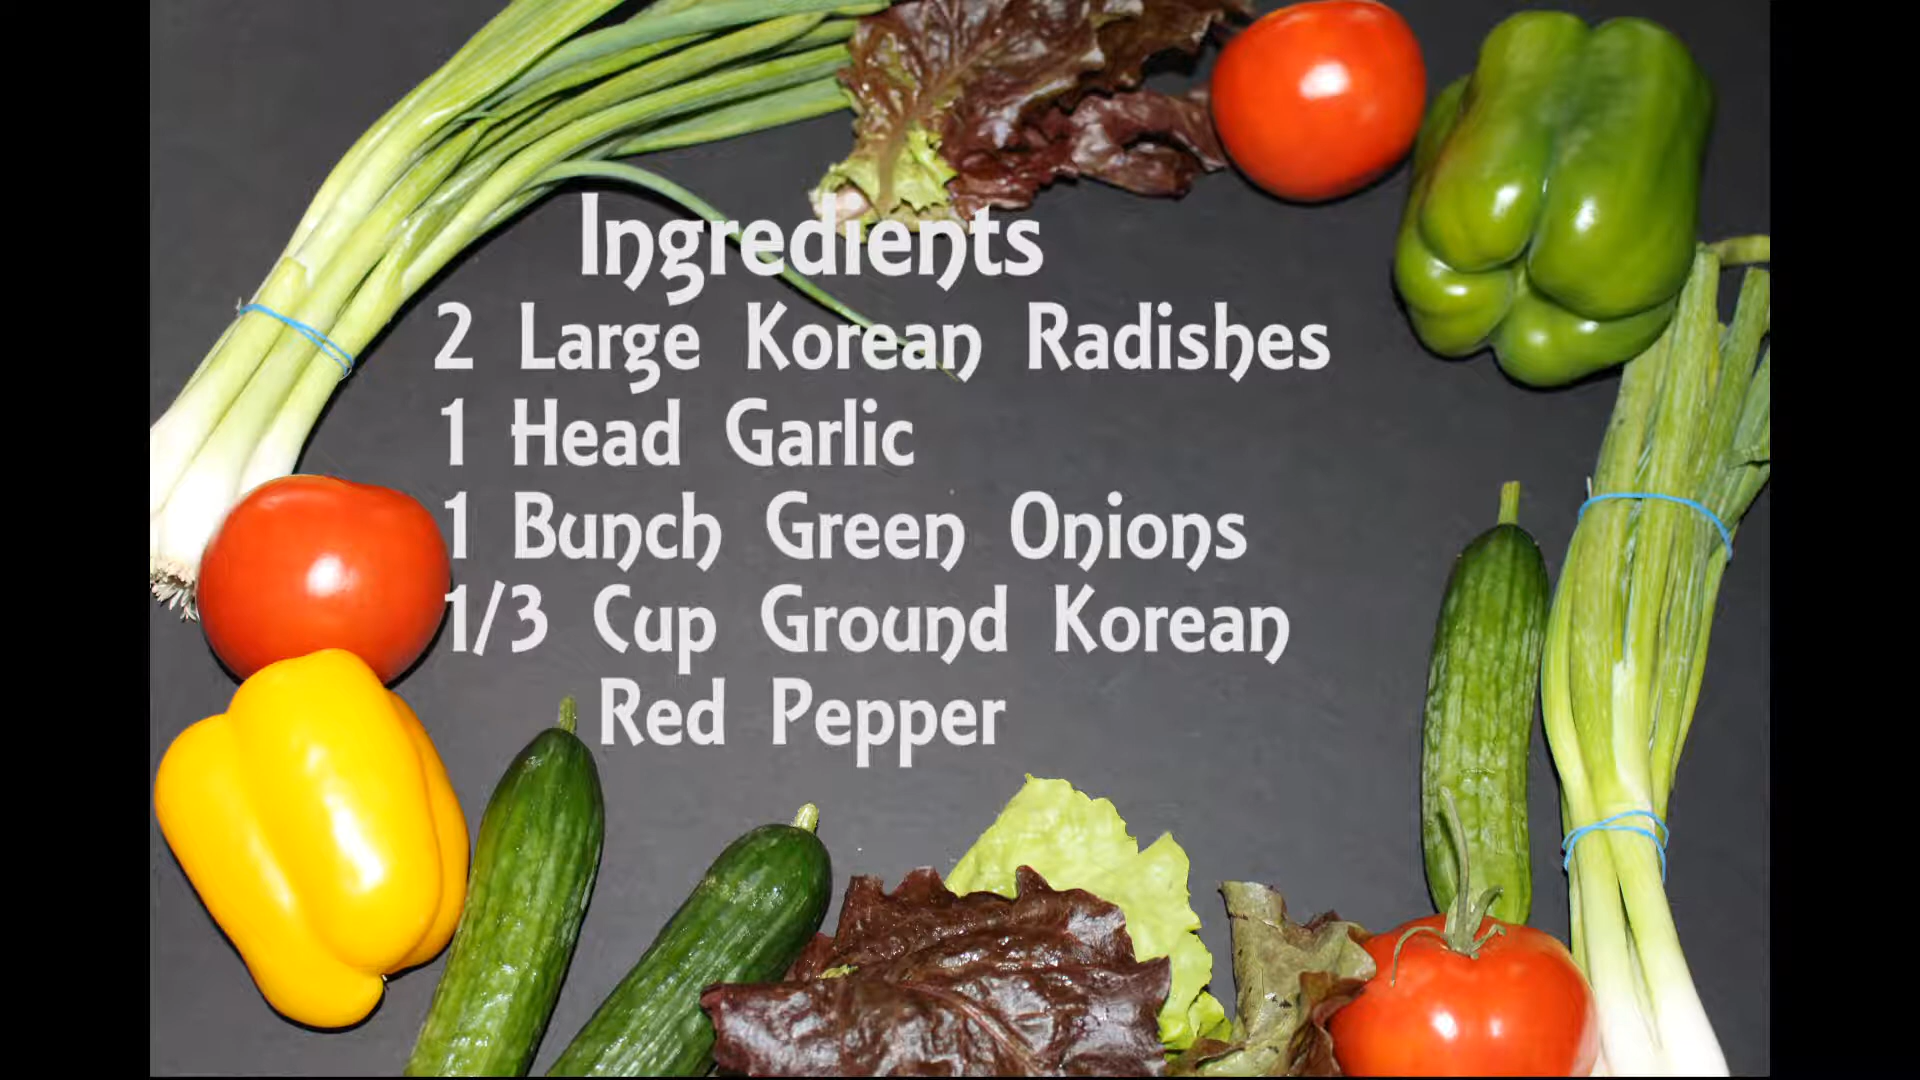 Ingredients
2 Large Korean Radishes
1 Head Garlic
1 Bunch Green Onions
1/3 Cup Ground Korean
Red Pepper